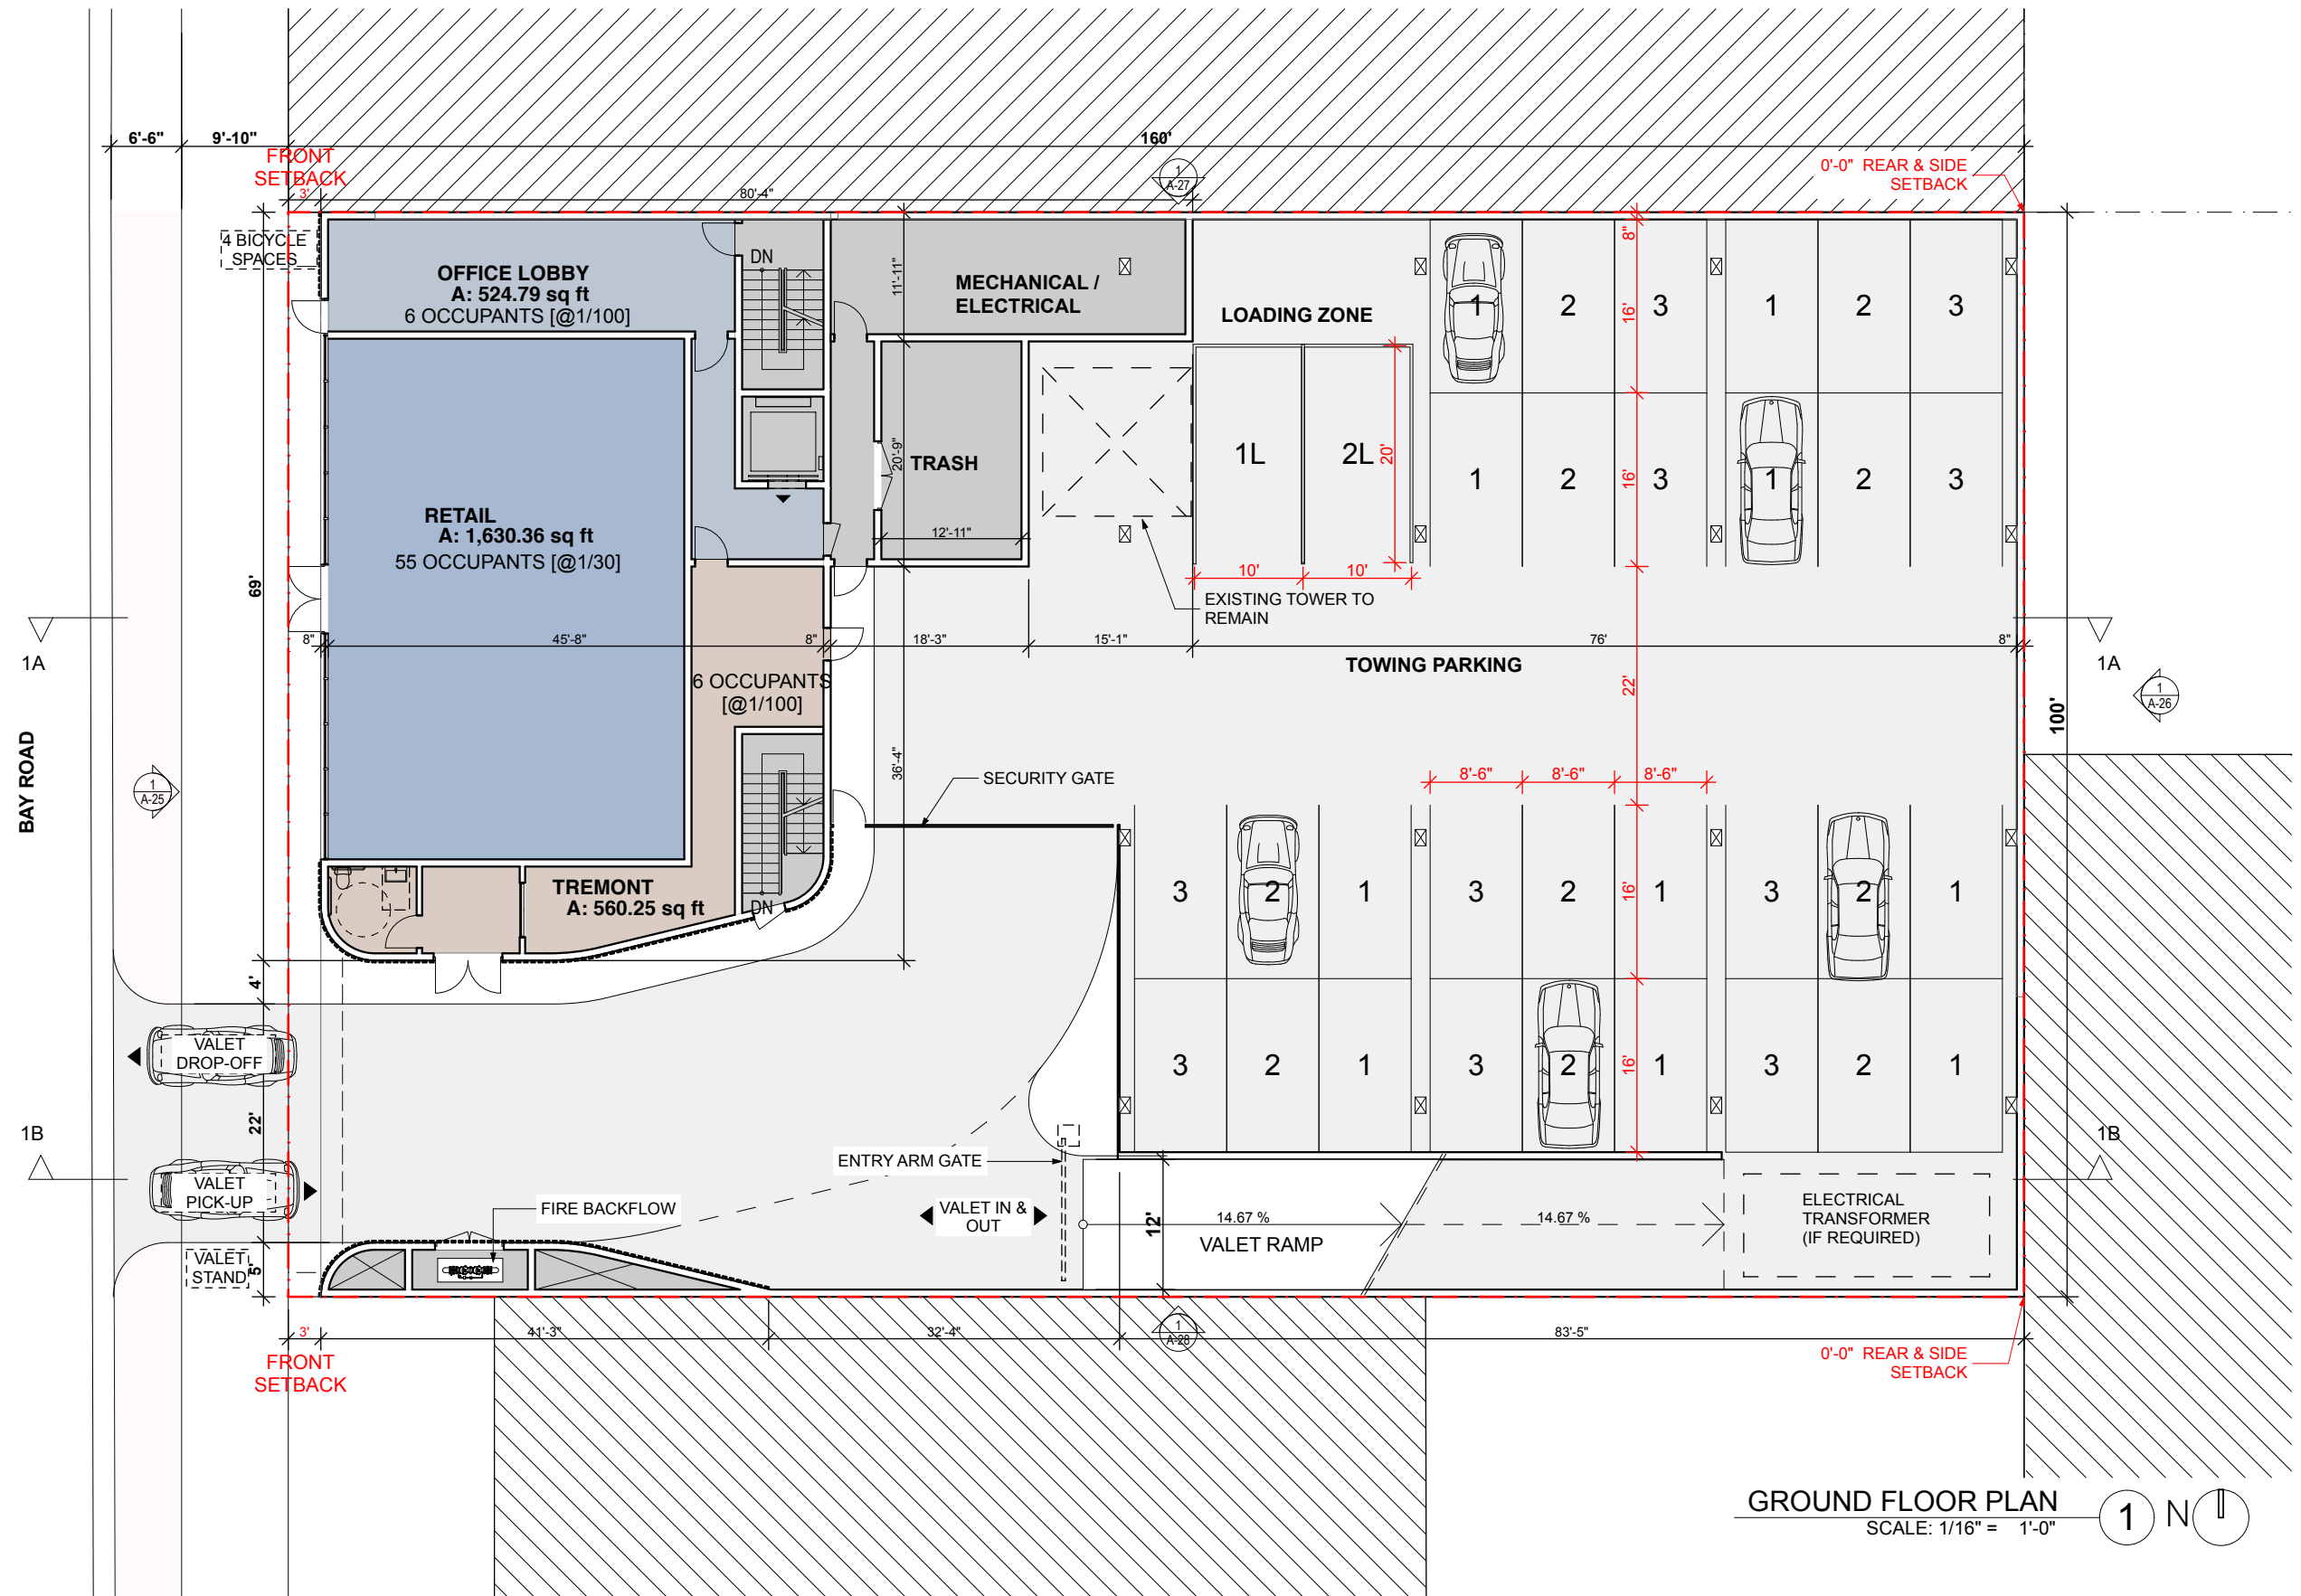 6'-6"
9'-10"
160'
FRONT
SETBACK
3'
80'-4"
1
A-27
0'-0" REAR & SIDE
SETBACK
4 BICYCLE
SPACES
OFFICE LOBBY
A: 524.79 sq ft
6 OCCUPANTS [@1/100]
DN
11'-11"
MECHANICAL /
ELECTRICAL
LOADING ZONE
8"
16'
1
2
3
1
2
3
RETAIL
A: 1,630.36 sq ft
55 OCCUPANTS [@1/30]
20'-9"
TRASH
12'-11"
1L
2L
20'
1
2
16'
3
1
2
3
10'
10'
EXISTING TOWER TO
REMAIN
69'
8"
45'-8"
8"
18'-3"
15'-1"
76'
8"
1A
1A
TOWING PARKING
6 OCCUPANTS
[@1/100]
22'
1
A-26
100'
BAY ROAD
1
A-25
36'-4"
SECURITY GATE
8'-6"
8'-6"
8'-6"
TREMONT
A: 560.25 sq ft
DN
3
2
1
3
2
16'
1
3
2
1
4'
VALET
DROP-OFF
3
2
1
3
2
16'
1
3
2
1
22'
1B
1B
ENTRY ARM GATE
VALET
PICK-UP
FIRE BACKFLOW
VALET IN &
OUT
12'
14.67 %
14.67 %
VALET RAMP
ELECTRICAL
TRANSFORMER
(IF REQUIRED)
VALET
STAND
5'
3'
41'-3"
32'-4"
1
A-28
83'-5"
FRONT
SETBACK
0'-0" REAR & SIDE
SETBACK
GROUND FLOOR PLAN
SCALE: 1/16" = 1'-0"
1
N